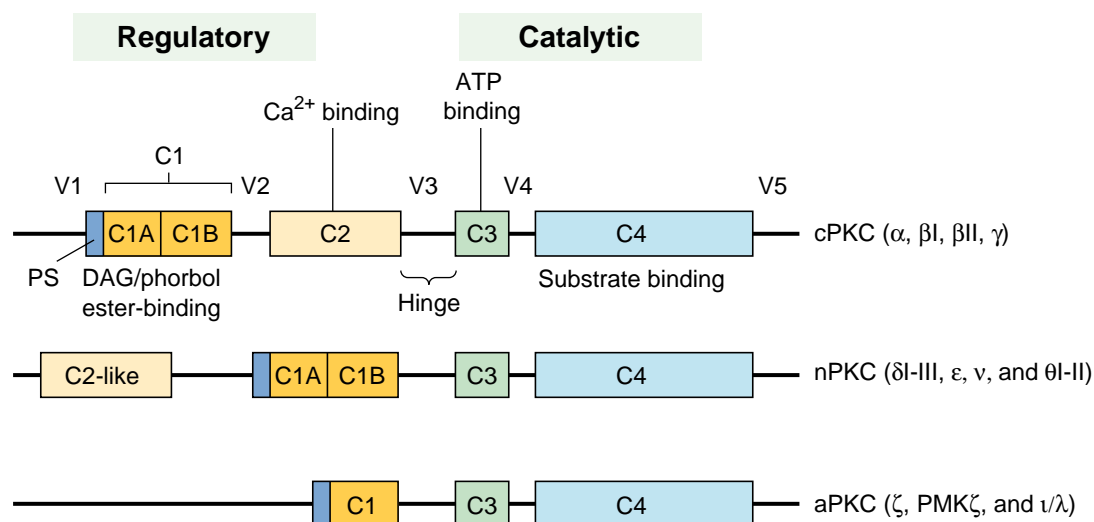 Regulatory Catalytic
ATP
binding
Ca²⁺ binding
C1
V1 V2 V3 V4 V5
C1A C1B C2 C3 C4 cPKC (α, βI, βII, γ)
PS DAG/phorbol
ester-binding
Hinge
Substrate binding
C2-like C1A C1B C3 C4 nPKC (δI-III, ε, ν, and θI-II)
C1 C3 C4 aPKC (ζ, PMKζ, and ι/λ)